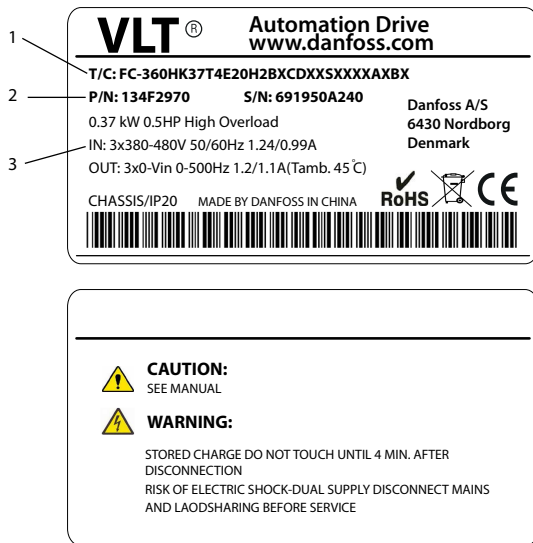 VLT ® Automation Drive
www.danfoss.com
1
T/C: FC-360HK37T4E20H2BXCDXXSXXXXAXBX
2
P/N: 134F2970 S/N: 691950A240
0.37 kW 0.5HP High Overload
3
IN: 3x380-480V 50/60Hz 1.24/0.99A
OUT: 3x0-Vin 0-500Hz 1.2/1.1A(Tamb. 45˚C)
Danfoss A/S
6430 Nordborg
Denmark
CHASSIS/IP20 MADE BY DANFOSS IN CHINA
RoHS CE
CAUTION:
SEE MANUAL
WARNING:
STORED CHARGE DO NOT TOUCH UNTIL 4 MIN. AFTER
DISCONNECTION
RISK OF ELECTRIC SHOCK-DUAL SUPPLY DISCONNECT MAINS
AND LAODSHARING BEFORE SERVICE